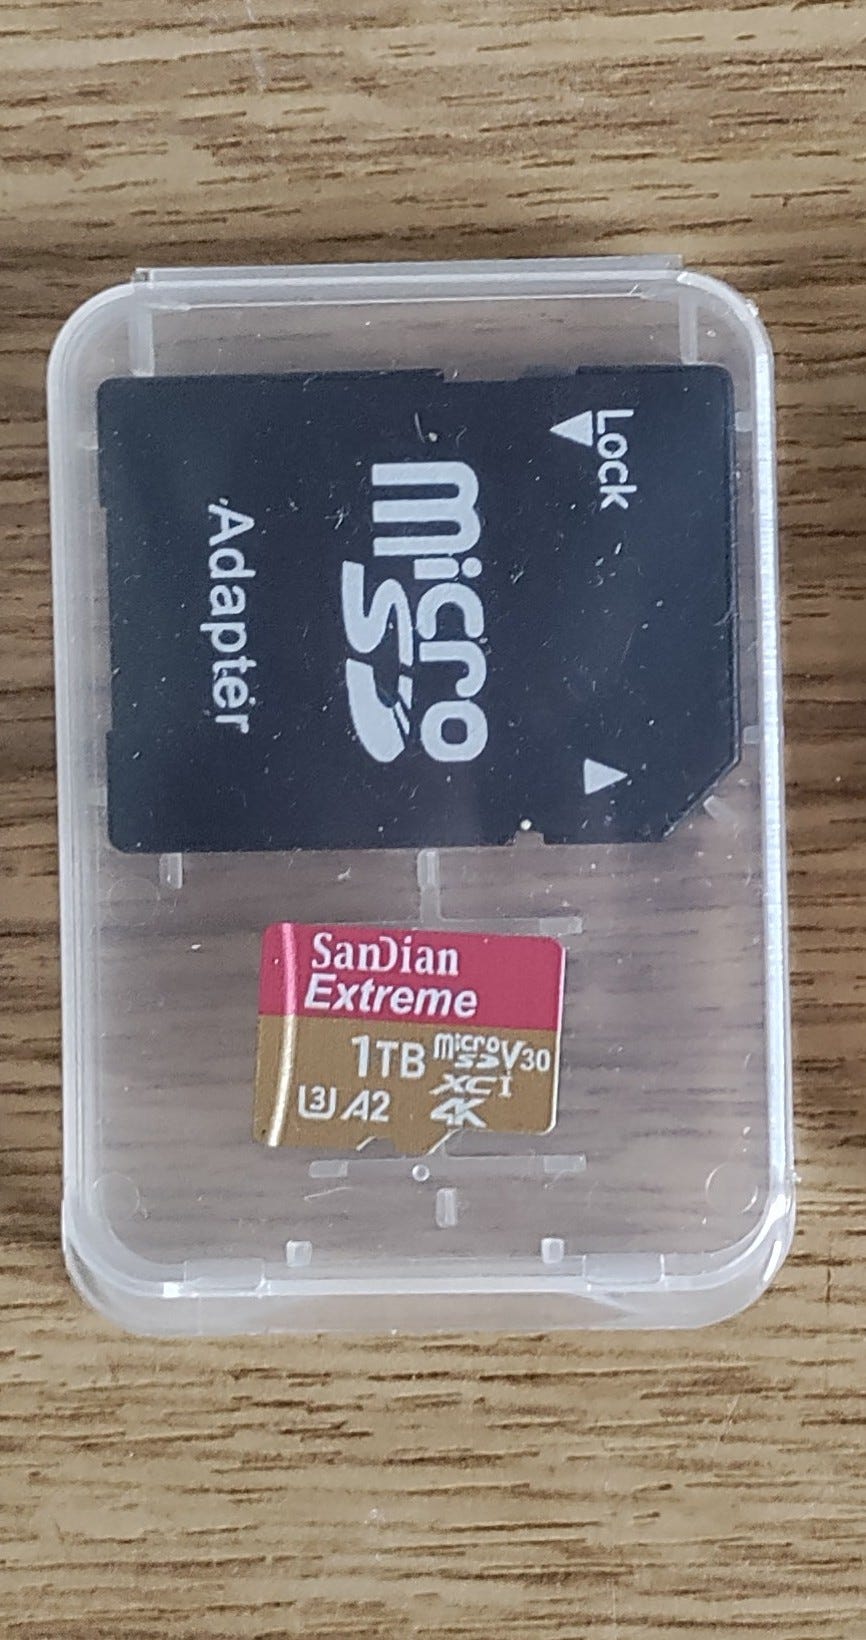 Lock
micro
SD
Adapter
SanDian
Extreme
1TB micro SD XC I V30
U3 A2 4K